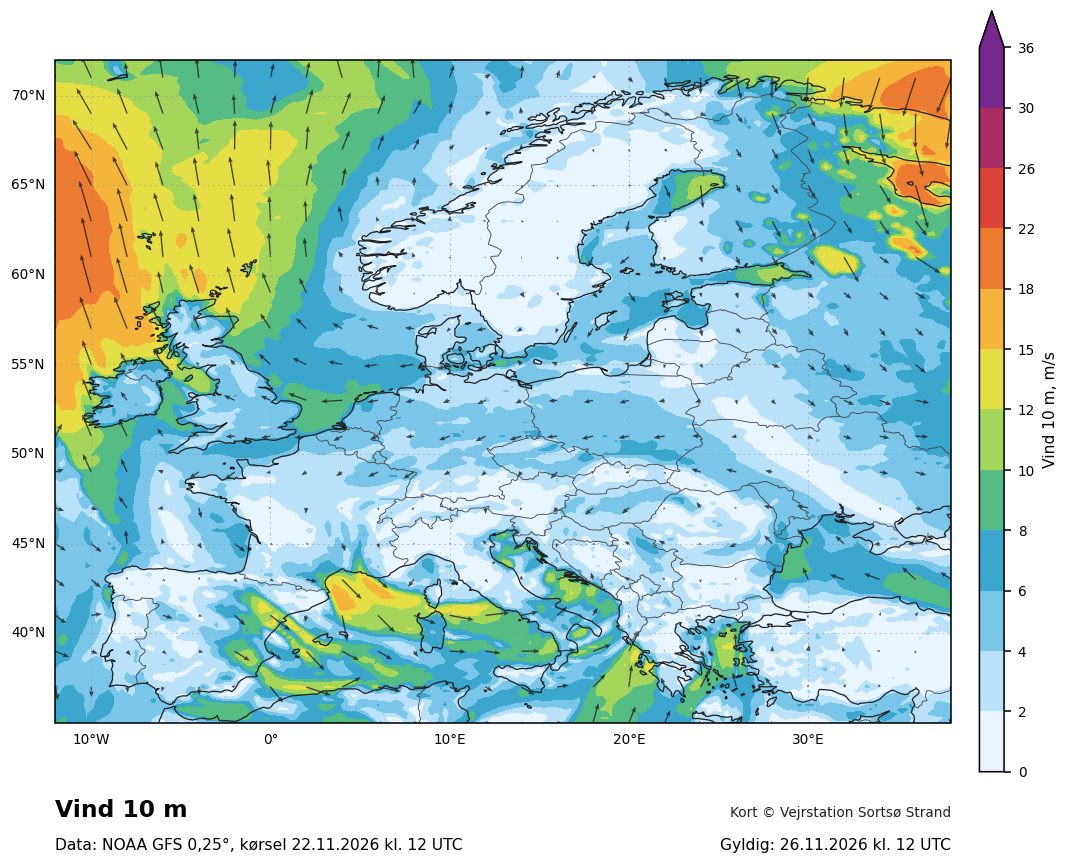 36
30
26
22
18
15
12
10
8
6
4
2
0
Vind 10 m, m/s
70°N
65°N
60°N
55°N
50°N
45°N
40°N
10°W
0°
10°E
20°E
30°E
Vind 10 m
Kort © Vejrstation Sortsø Strand
Data: NOAA GFS 0,25°, kørsel 22.11.2026 kl. 12 UTC
Gyldig: 26.11.2026 kl. 12 UTC